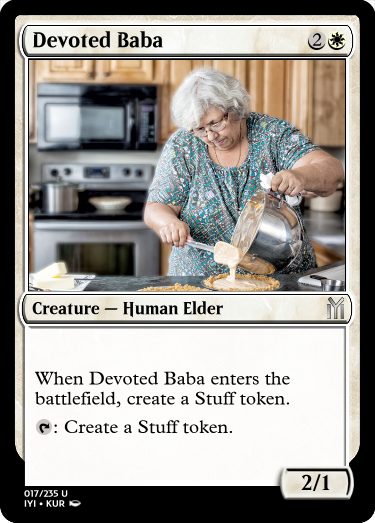 Devoted Baba 2
Creature — Human Elder
When Devoted Baba enters the
battlefield, create a Stuff token.
: Create a Stuff token.
2/1
017/235 U
IYI • KUR